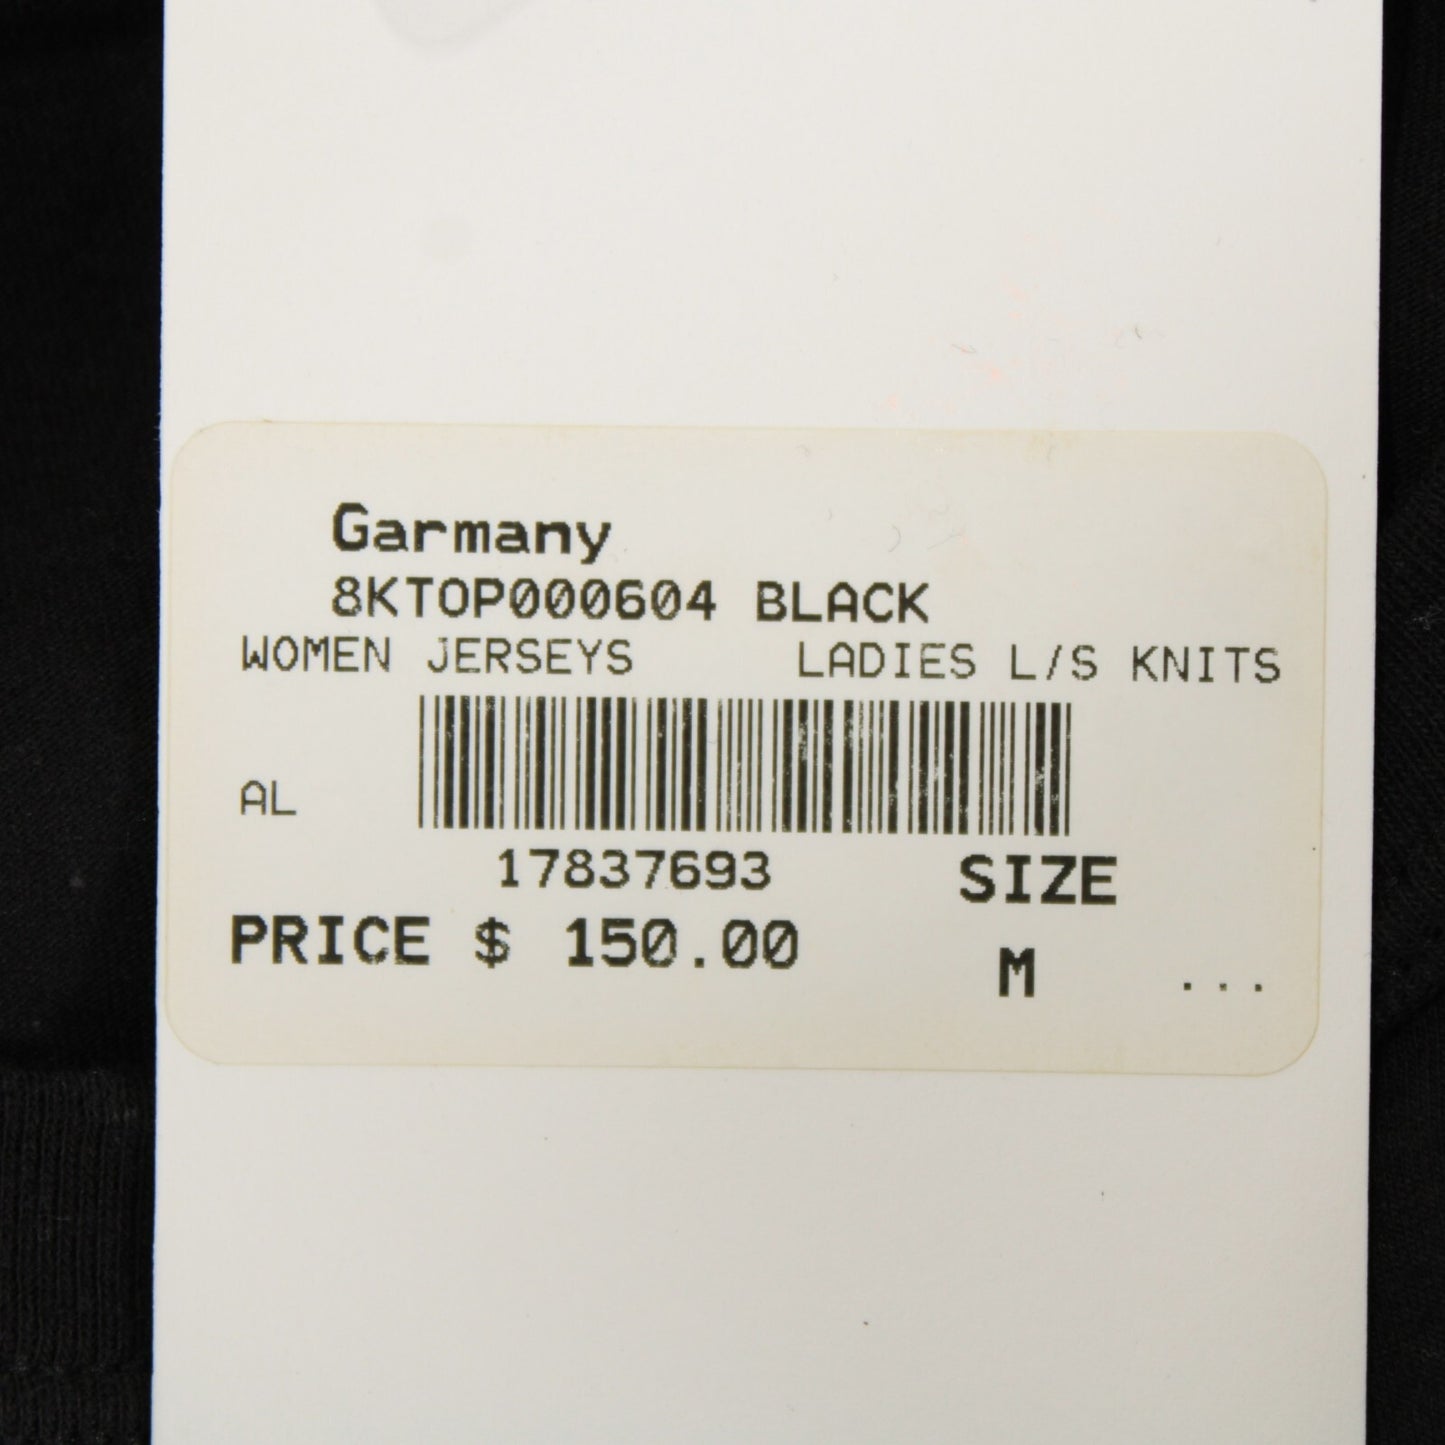 Garmany
8KTOP000604 BLACK
WOMEN JERSEYS LADIES L/S KNITS
AL
17837693 SIZE
PRICE $ 150.00
M ...